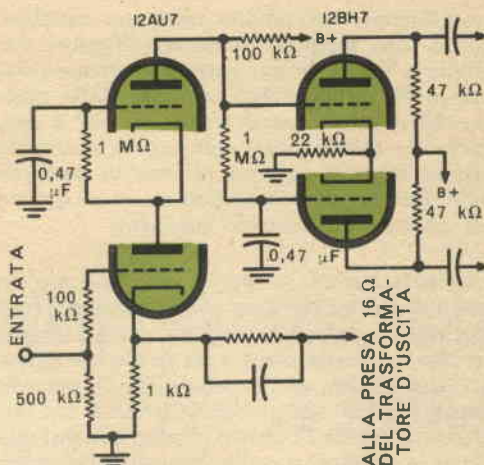 12AU7
12BH7
100 kΩ
B+
1 MΩ
0,47 µF
1 MΩ
22 kΩ
47 kΩ
B+
47 kΩ
0,47 µF
ENTRATA
100 kΩ
500 kΩ
1 kΩ
ALLA PRESA 16 Ω
DEL TRASFORMA-
TORE D'USCITA